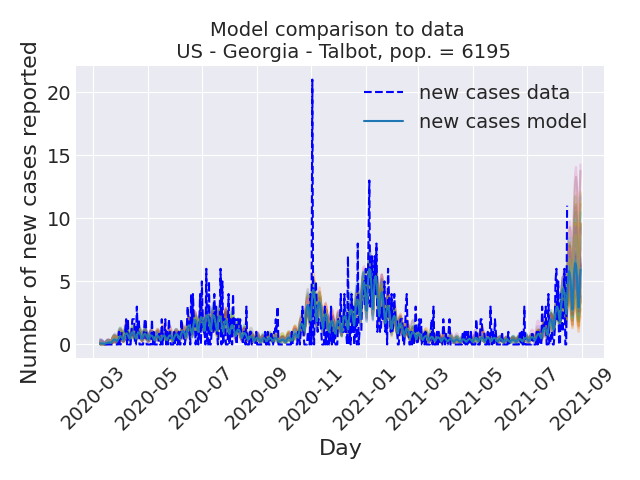 Model comparison to data
US - Georgia - Talbot, pop. = 6195
Number of new cases reported
20
15
10
5
0
new cases data
new cases model
2020-03
2020-05
2020-07
2020-09
2020-11
2021-01
2021-03
2021-05
2021-07
2021-09
Day